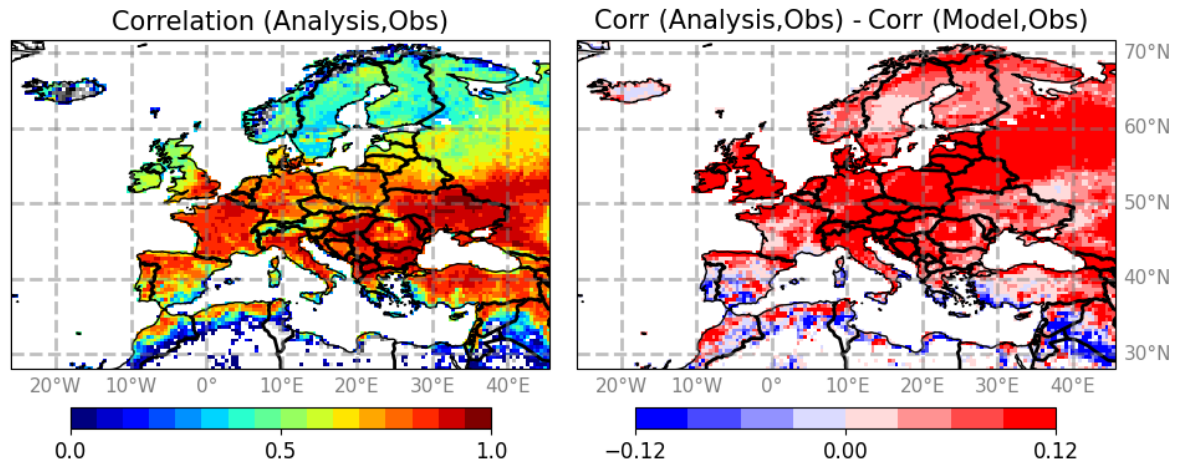 Correlation (Analysis,Obs)
Corr (Analysis,Obs) - Corr (Model,Obs)
70°N
60°N
50°N
40°N
30°N
20°W 10°W 0° 10°E 20°E 30°E 40°E
20°W 10°W 0° 10°E 20°E 30°E 40°E
0.0 0.5 1.0
−0.12 0.00 0.12